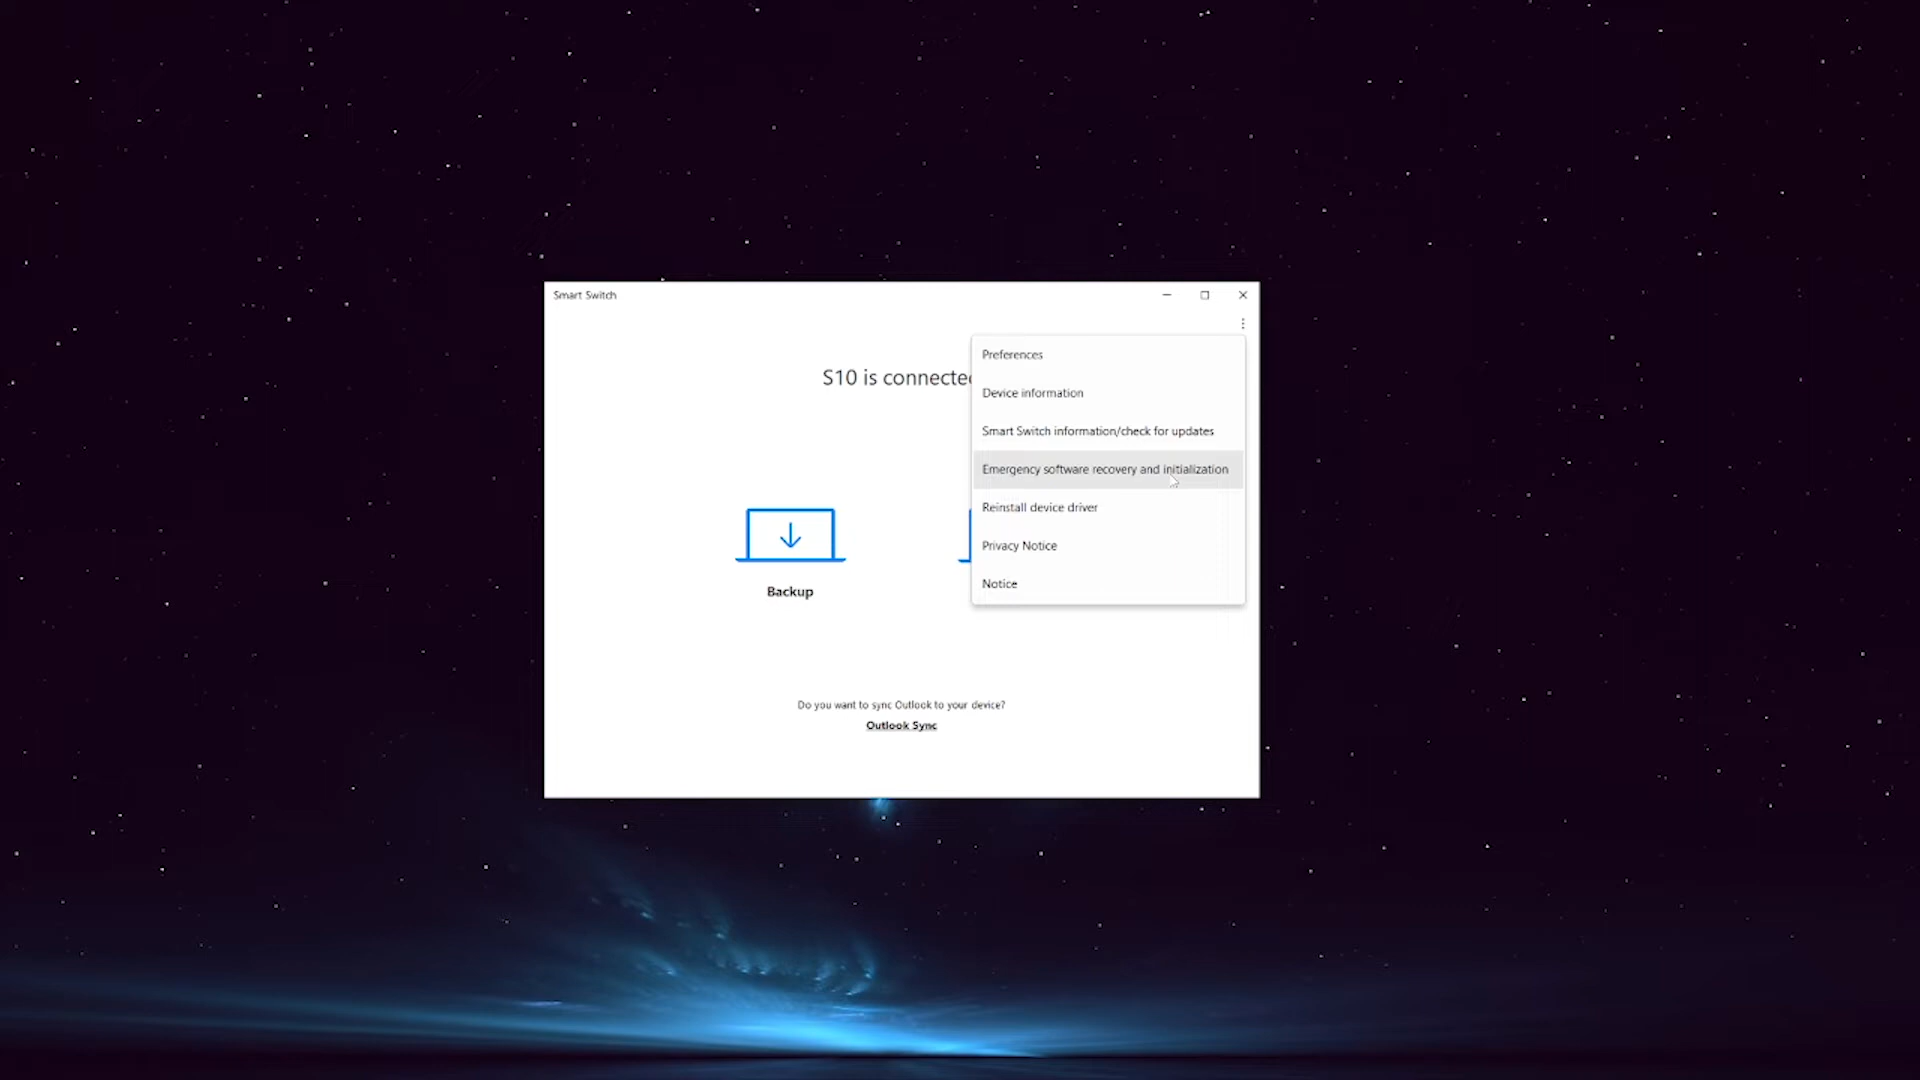 Smart Switch
S10 is connected
Preferences
Device information
Smart Switch information/check for updates
Emergency software recovery and initialization
Reinstall device driver
Privacy Notice
Notice
Backup
Do you want to sync Outlook to your device?
Outlook Sync